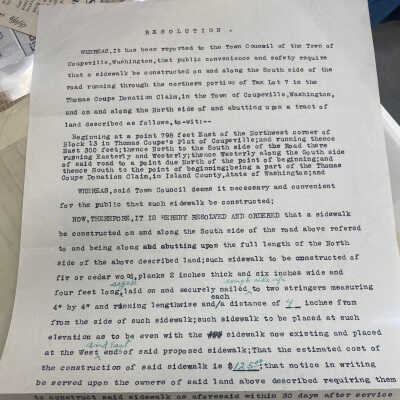 RESOLUTION.
WHEREAS, it has been reported to the Town Council of the Town of
Coupeville, Washington, that public convenience and safety require
that a sidewalk be constructed on and along the South side of the
road running through the northern portion of Tax Lot 7 in the
Thomas Coupe Donation Claim, in the Town of Coupeville, Washington,
and on and along the North side of and abutting upon a tract of
land described as follows, to-wit:--
Beginning at a point 798 feet East of the Northwest corner of
Block 13 in Thomas Coupe's Plat of Coupeville; and running thence
East 300 feet; thence North to the South side of the Road there
running Easterly and Westerly; thence Westerly along the South side
of said road to a point due North of the point of beginning; and
thence South to the point of beginning; being a part of the Thomas
Coupe Donation Claim, in Island County, State of Washington; and
WHEREAS, said Town Council deems it necessary and convenient
for the public that such sidewalk be constructed;
NOW, THEREFORE, IT IS HEREBY RESOLVED AND ORDERED that a sidewalk
be constructed on and along the South side of the road above refered
to and being along and abutting upon the full length of the North
side of the above described land; such sidewalk to be constructed of
fir or cedar wood, planks 2 inches thick and six inches wide and
four feet long, laid on and securely nailed to two stringers measuring
each
4" by 4" and running lengthwise and/a distance of 4 inches from
from the side of such sidewalk; such sidewalk to be placed at such
elevation as to be even with the sidewalk now existing and placed
and East
at the West ends of said proposed sidewalk; That the estimated cost of
the construction of said sidewalk is $125.00; that notice in writing
be served upon the owners of said land above described requiring them
to construct said sidewalk as aforesaid within 30 days after service